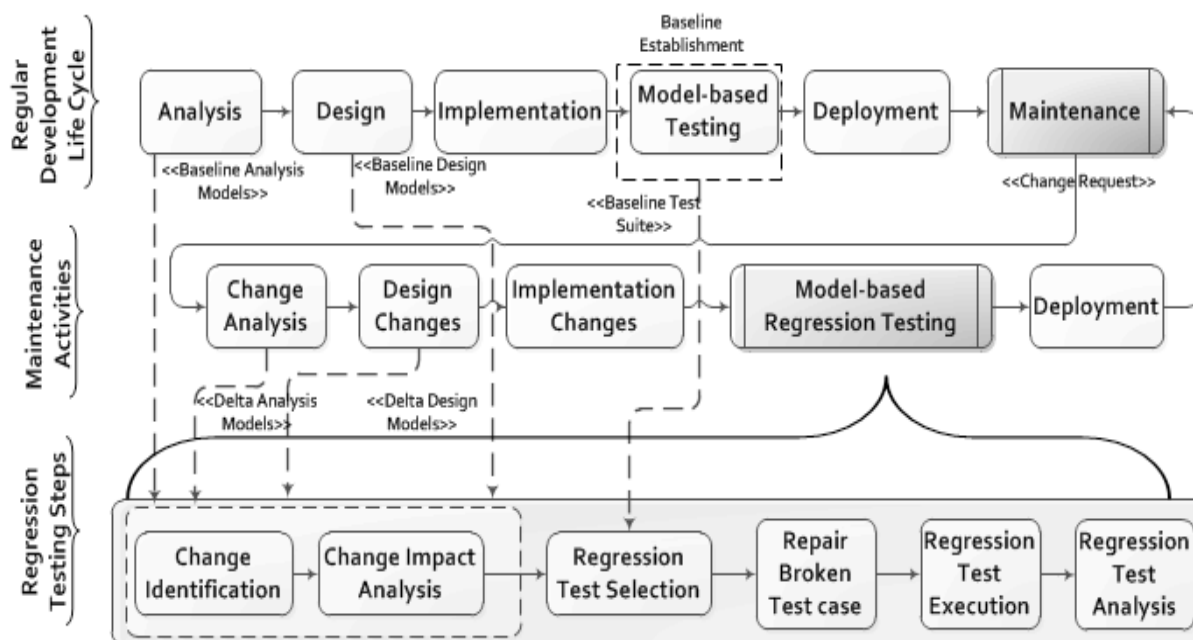 Regular
Development
Life Cycle
Baseline
Establishment
Analysis
Design
Implementation
Model-based
Testing
Deployment
Maintenance
<<Baseline Analysis
Models>>
<<Baseline Design
Models>>
<<Baseline Test
Suite>>
<<Change Request>>
Maintenance
Activities
Change
Analysis
Design
Changes
Implementation
Changes
Model-based
Regression Testing
Deployment
<<Delta Analysis
Models>>
<<Delta Design
Models>>
Regression
Testing Steps
Change
Identification
Change Impact
Analysis
Regression
Test Selection
Repair
Broken
Test case
Regression
Test
Execution
Regression
Test
Analysis